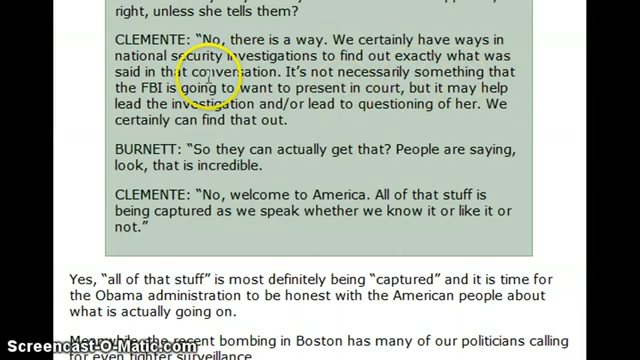 right, unless she tells them?
CLEMENTE: “No, there is a way. We certainly have ways in
national security investigations to find out exactly what was
said in that conversation. It’s not necessarily something that
the FBI is going to want to present in court, but it may help
lead the investigation and/or lead to questioning of her. We
certainly can find that out.
BURNETT: “So they can actually get that? People are saying,
look, that is incredible.
CLEMENTE: “No, welcome to America. All of that stuff is
being captured as we speak whether we know it or like it or
not.”
Yes, “all of that stuff” is most definitely being “captured” and it is time for
the Obama administration to be honest with the American people about
what is actually going on.
Meanwhile, the recent bombing in Boston has many of our politicians calling
for even tighter surveillance
Screencast-O-Matic.com